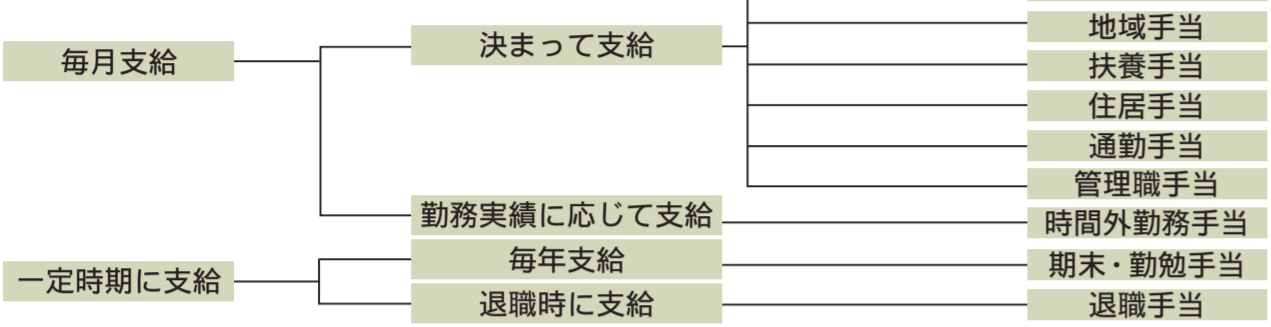 毎月支給
決まって支給
地域手当
扶養手当
住居手当
通勤手当
管理職手当
勤務実績に応じて支給
時間外勤務手当
一定時期に支給
毎年支給
期末・勤勉手当
退職時に支給
退職手当